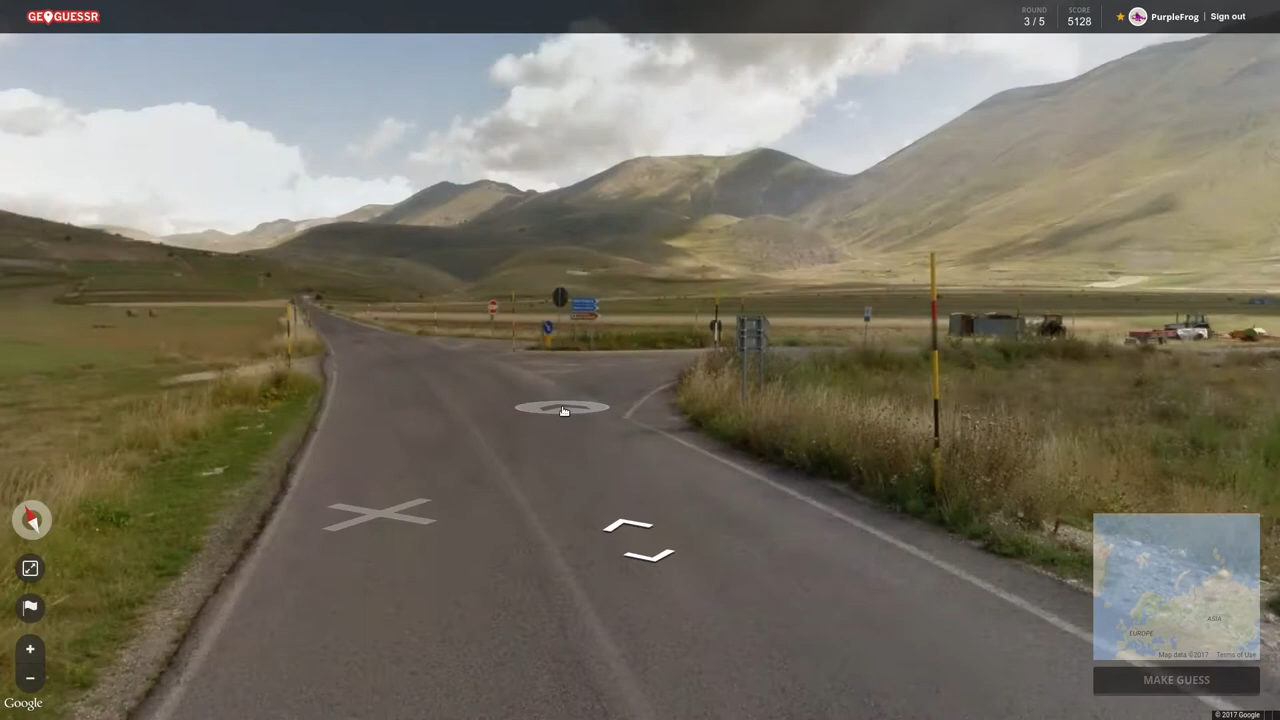 GEOGUESSR
ROUND
3 / 5
SCORE
5128
PurpleFrog
Sign out
EUROPE
ASIA
Map data ©2017 Terms of Use
MAKE GUESS
Google
© 2017 Google